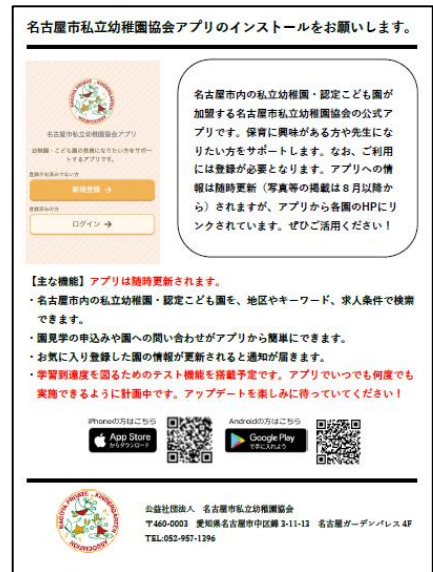 名古屋市私立幼稚園協会アプリのインストールをお願いします。
名古屋市私立幼稚園協会アプリ
幼稚園・こども園の教員になりたい方をサポー
トするアプリです。
登録がお済みでない方
新規登録 →
登録済みの方
ログイン →
名古屋市内の私立幼稚園・認定こども園が
加盟する名古屋市私立幼稚園協会の公式ア
プリです。保育に興味がある方や先生にな
りたい方をサポートします。なお、ご利用
には登録が必要となります。アプリへの情
報は随時更新（写真等の掲載は８月以降か
ら）されますが、アプリから各園のHPにリ
ンクされています。ぜひご活用ください！
【主な機能】アプリは随時更新されます。
・名古屋市内の私立幼稚園・認定こども園を、地区やキーワード、求人条件で検索
できます。
・園見学の申込みや園への問い合わせがアプリから簡単にできます。
・お気に入り登録した園の情報が更新されると通知が届きます。
・学習到達度を図るためのテスト機能を搭載予定です。アプリでいつでも何度でも
実施できるように計画中です。アップデートを楽しみに待っていてください！
iPhoneの方はこちら
App Store
からダウンロード
Androidの方はこちら
Google Play
で手に入れよう
NAGOYA PRIVATE KINDERGARTEN ASSOCIATION
公益社団法人 名古屋市私立幼稚園協会
〒460-0003 愛知県名古屋市中区錦 3-11-13 名古屋ガーデンパレス 4F
TEL:052-957-1396